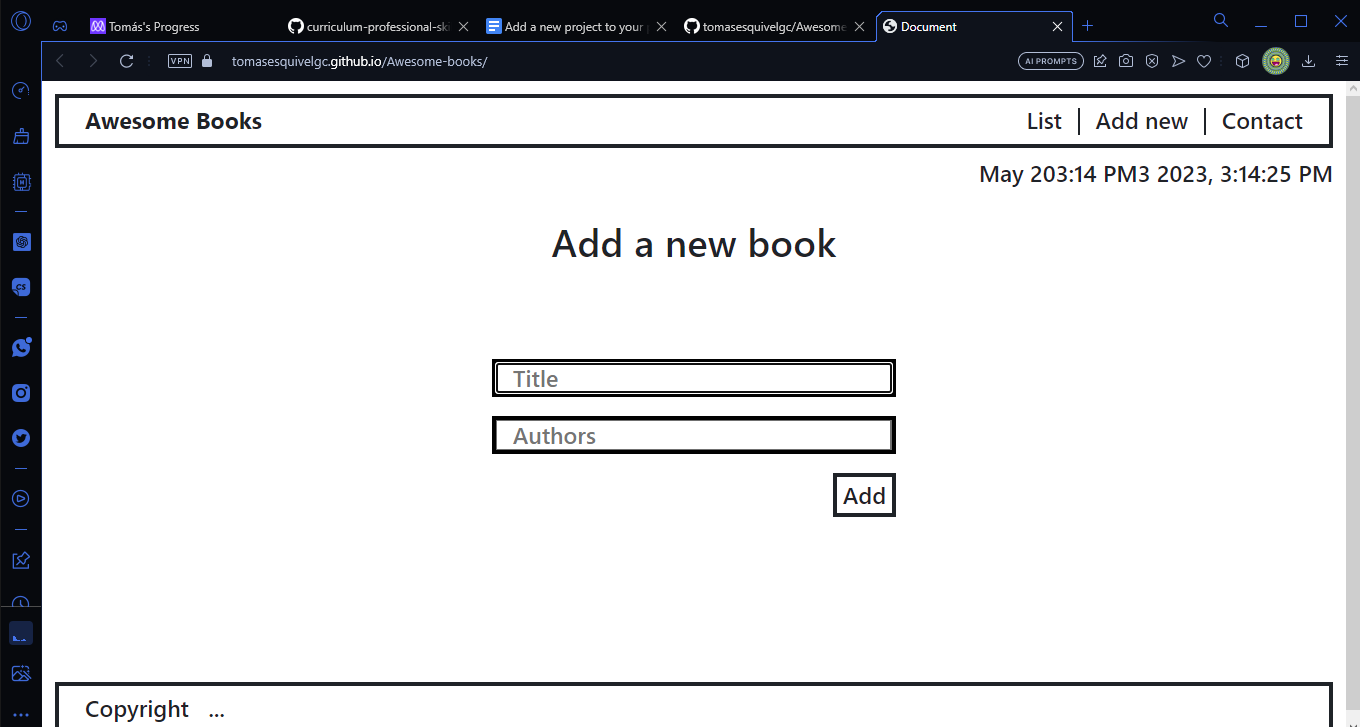 Tomás's Progress
curriculum-professional-ski
Add a new project to your p
tomasesquivelgc/Awesome
Document
VPN
tomasesquivelgc.github.io/Awesome-books/
AI PROMPTS
Awesome Books
List
Add new
Contact
May 203:14 PM3 2023, 3:14:25 PM
Add a new book
Title
Authors
Add
Copyright ...